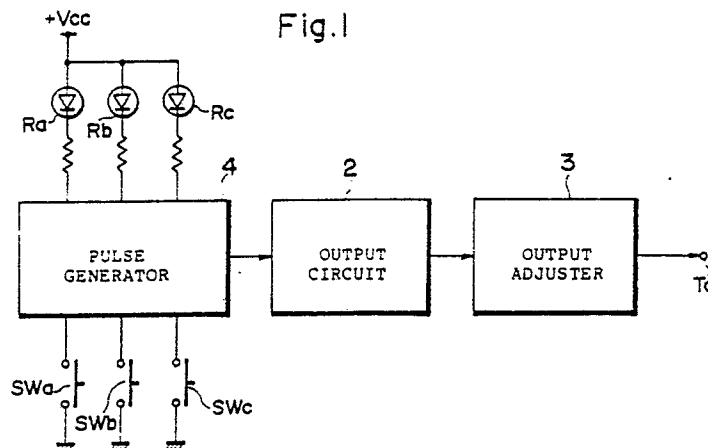 Fig.1
+Vcc
Ra
Rb
Rc
4
2
3
PULSE
GENERATOR
OUTPUT
CIRCUIT
OUTPUT
ADJUSTER
SWa
SWb
SWc